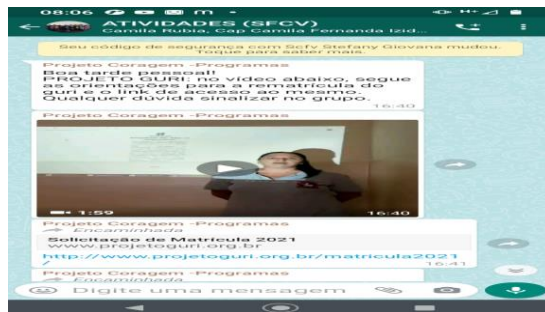 08:06
ATIVIDADES (SFCV)
Camila Rubia, Cap Camila Fernanda Izid...
Seu código de segurança com Scfv Stefany Giovana mudou.
Toque para saber mais.
Projeto Coragem -Programas
Boa tarde pessoal!
PROJETO GURI: no vídeo abaixo, segue
as orientações para a rematrícula do
guri e o link de acesso ao mesmo.
Qualquer dúvida sinalizar no grupo.
16:40
Projeto Coragem -Programas
1:59
16:40
Projeto Coragem -Programas
Encaminhada
Solicitação de Matrícula 2021
www.projetoguri.org.br
http://www.projetoguri.org.br/matricula2021
/
16:41
Projeto Coragem -Programas
Encaminhada
Digite uma mensagem